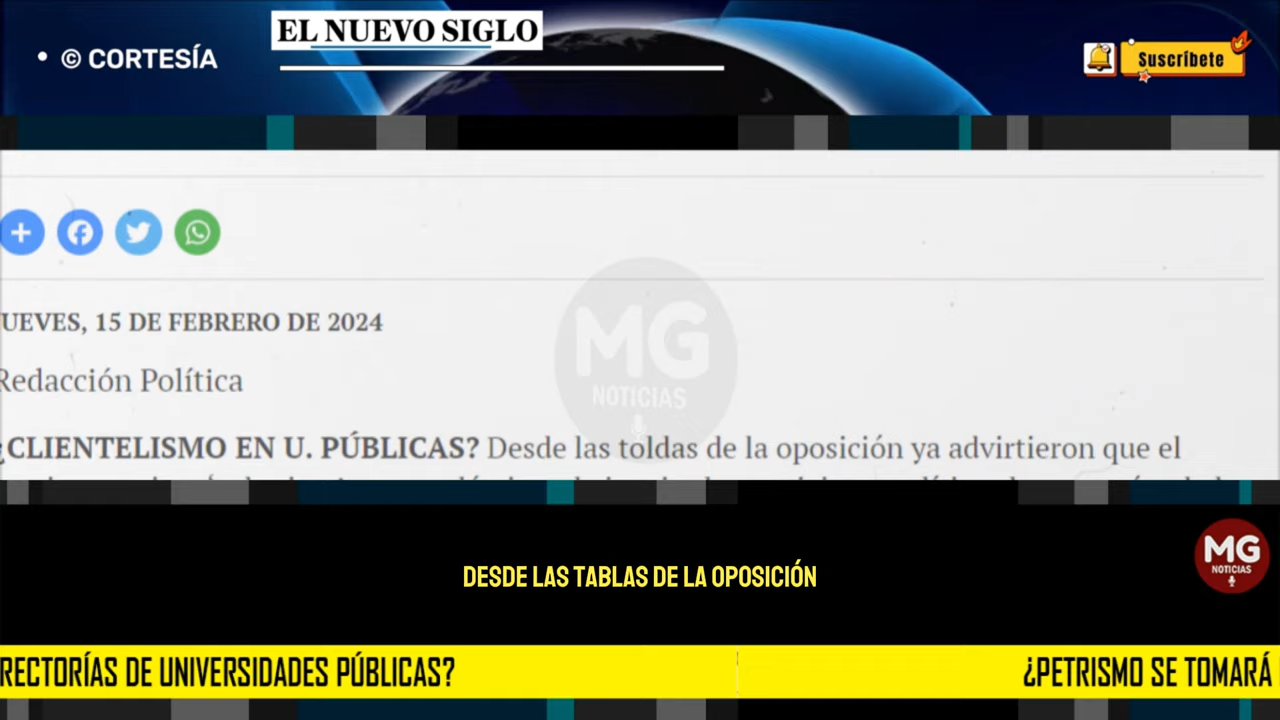 EL NUEVO SIGLO
• © CORTESÍA
Suscríbete
UEVES, 15 DE FEBRERO DE 2024
MG
NOTICIAS
Redacción Política
¿CLIENTELISMO EN U. PÚBLICAS? Desde las toldas de la oposición ya advirtieron que el
MG
NOTICIAS
DESDE LAS TABLAS DE LA OPOSICIÓN
RECTORÍAS DE UNIVERSIDADES PÚBLICAS? ¿PETRISMO SE TOMARÁ